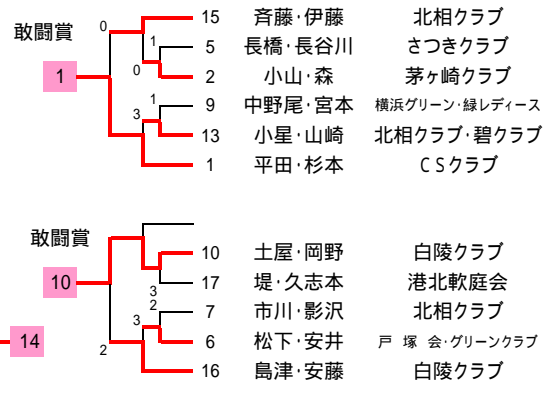 敢闘賞
1
0
1
0
3
1
15 斉藤・伊藤 北相クラブ
5 長橋・長谷川 さつきクラブ
2 小山・森 茅ヶ崎クラブ
9 中野尾・宮本 横浜グリーン・緑レディース
13 小星・山崎 北相クラブ・碧クラブ
1 平田・杉本 CSクラブ
敢闘賞
10
14
3
2
3
2
10 土屋・岡野 白陵クラブ
17 堤・久志本 港北軟庭会
7 市川・影沢 北相クラブ
6 松下・安井 戸 塚 会・グリーンクラブ
16 島津・安藤 白陵クラブ